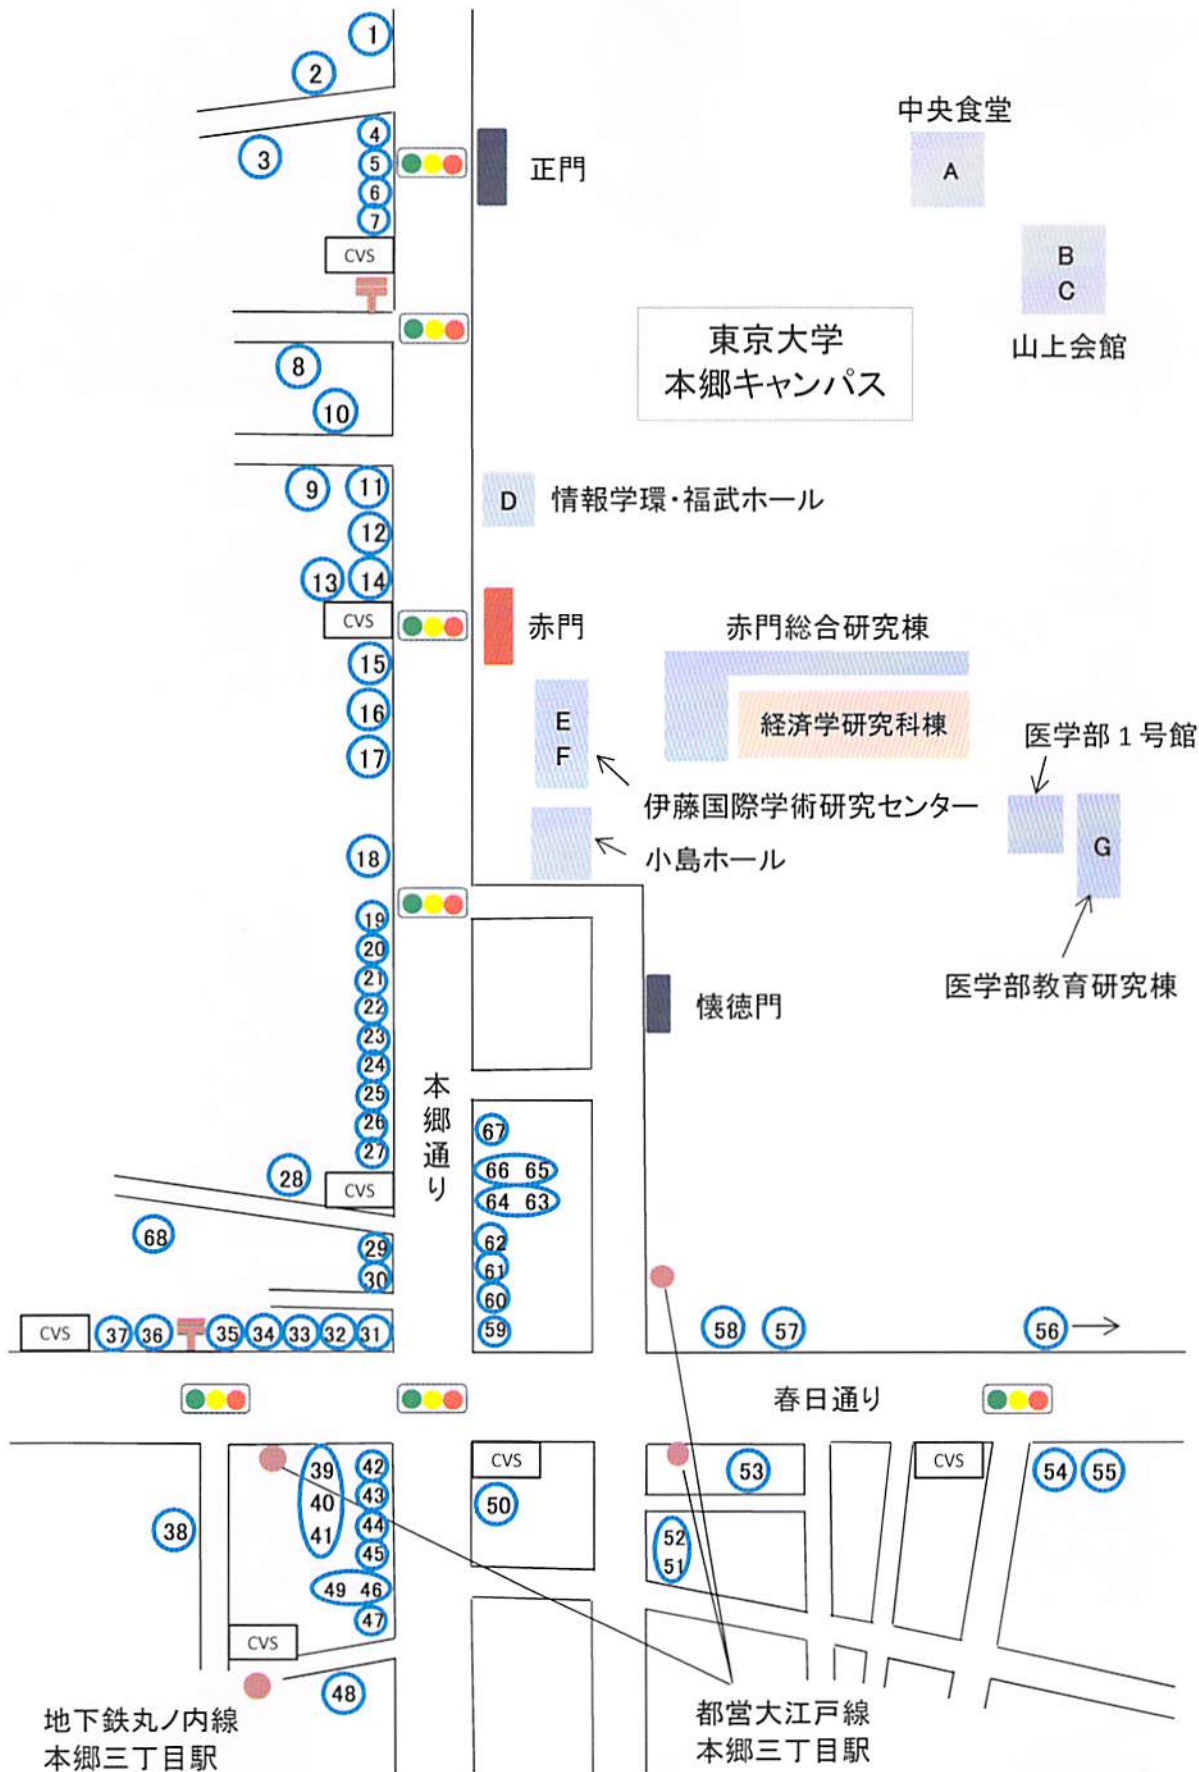 1
2
中央食堂
3
4
5
6
7
正門
A
CVS
B
C
山上会館
東京大学
本郷キャンパス
8
10
9
11
D
情報学環・福武ホール
12
13
14
CVS
赤門
赤門総合研究棟
15
16
17
E
F
経済学研究科棟
医学部1号館
伊藤国際学術研究センター
小島ホール
G
18
19
20
21
22
23
24
25
26
27
医学部教育研究棟
懐徳門
本郷通り
28
CVS
67
66 65
64 63
68
29
30
62
61
60
59
CVS
37
36
35
34
33
32
31
58
57
56
春日通り
39
40
41
42
43
44
45
49 46
47
38
CVS
50
53
CVS
54
55
52
51
CVS
48
地下鉄丸ノ内線
本郷三丁目駅
都営大江戸線
本郷三丁目駅